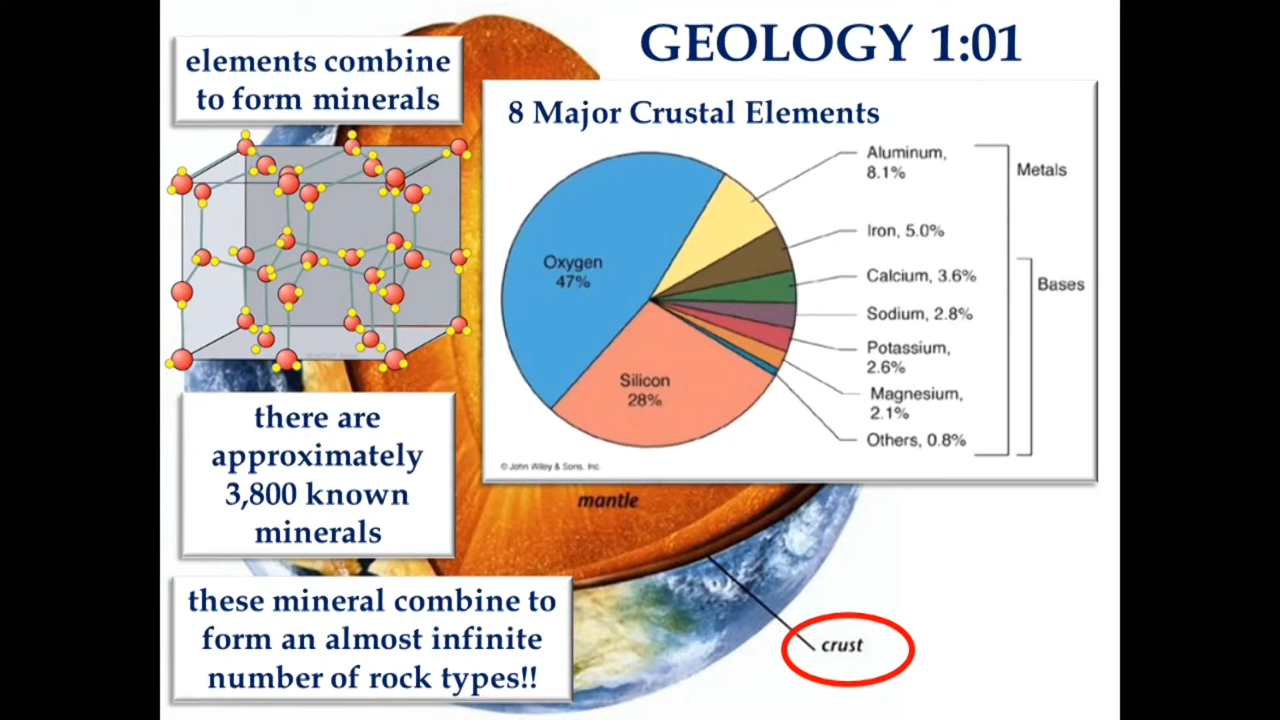 GEOLOGY 1:01
elements combine
to form minerals
8 Major Crustal Elements
Aluminum,
8.1%
Metals
Iron, 5.0%
Oxygen
47%
Calcium, 3.6%
Bases
Sodium, 2.8%
Potassium,
2.6%
Silicon
28%
Magnesium,
2.1%
Others, 0.8%
© John Wiley & Sons, Inc.
there are
approximately
3,800 known
minerals
mantle
these mineral combine to
form an almost infinite
number of rock types!!
crust